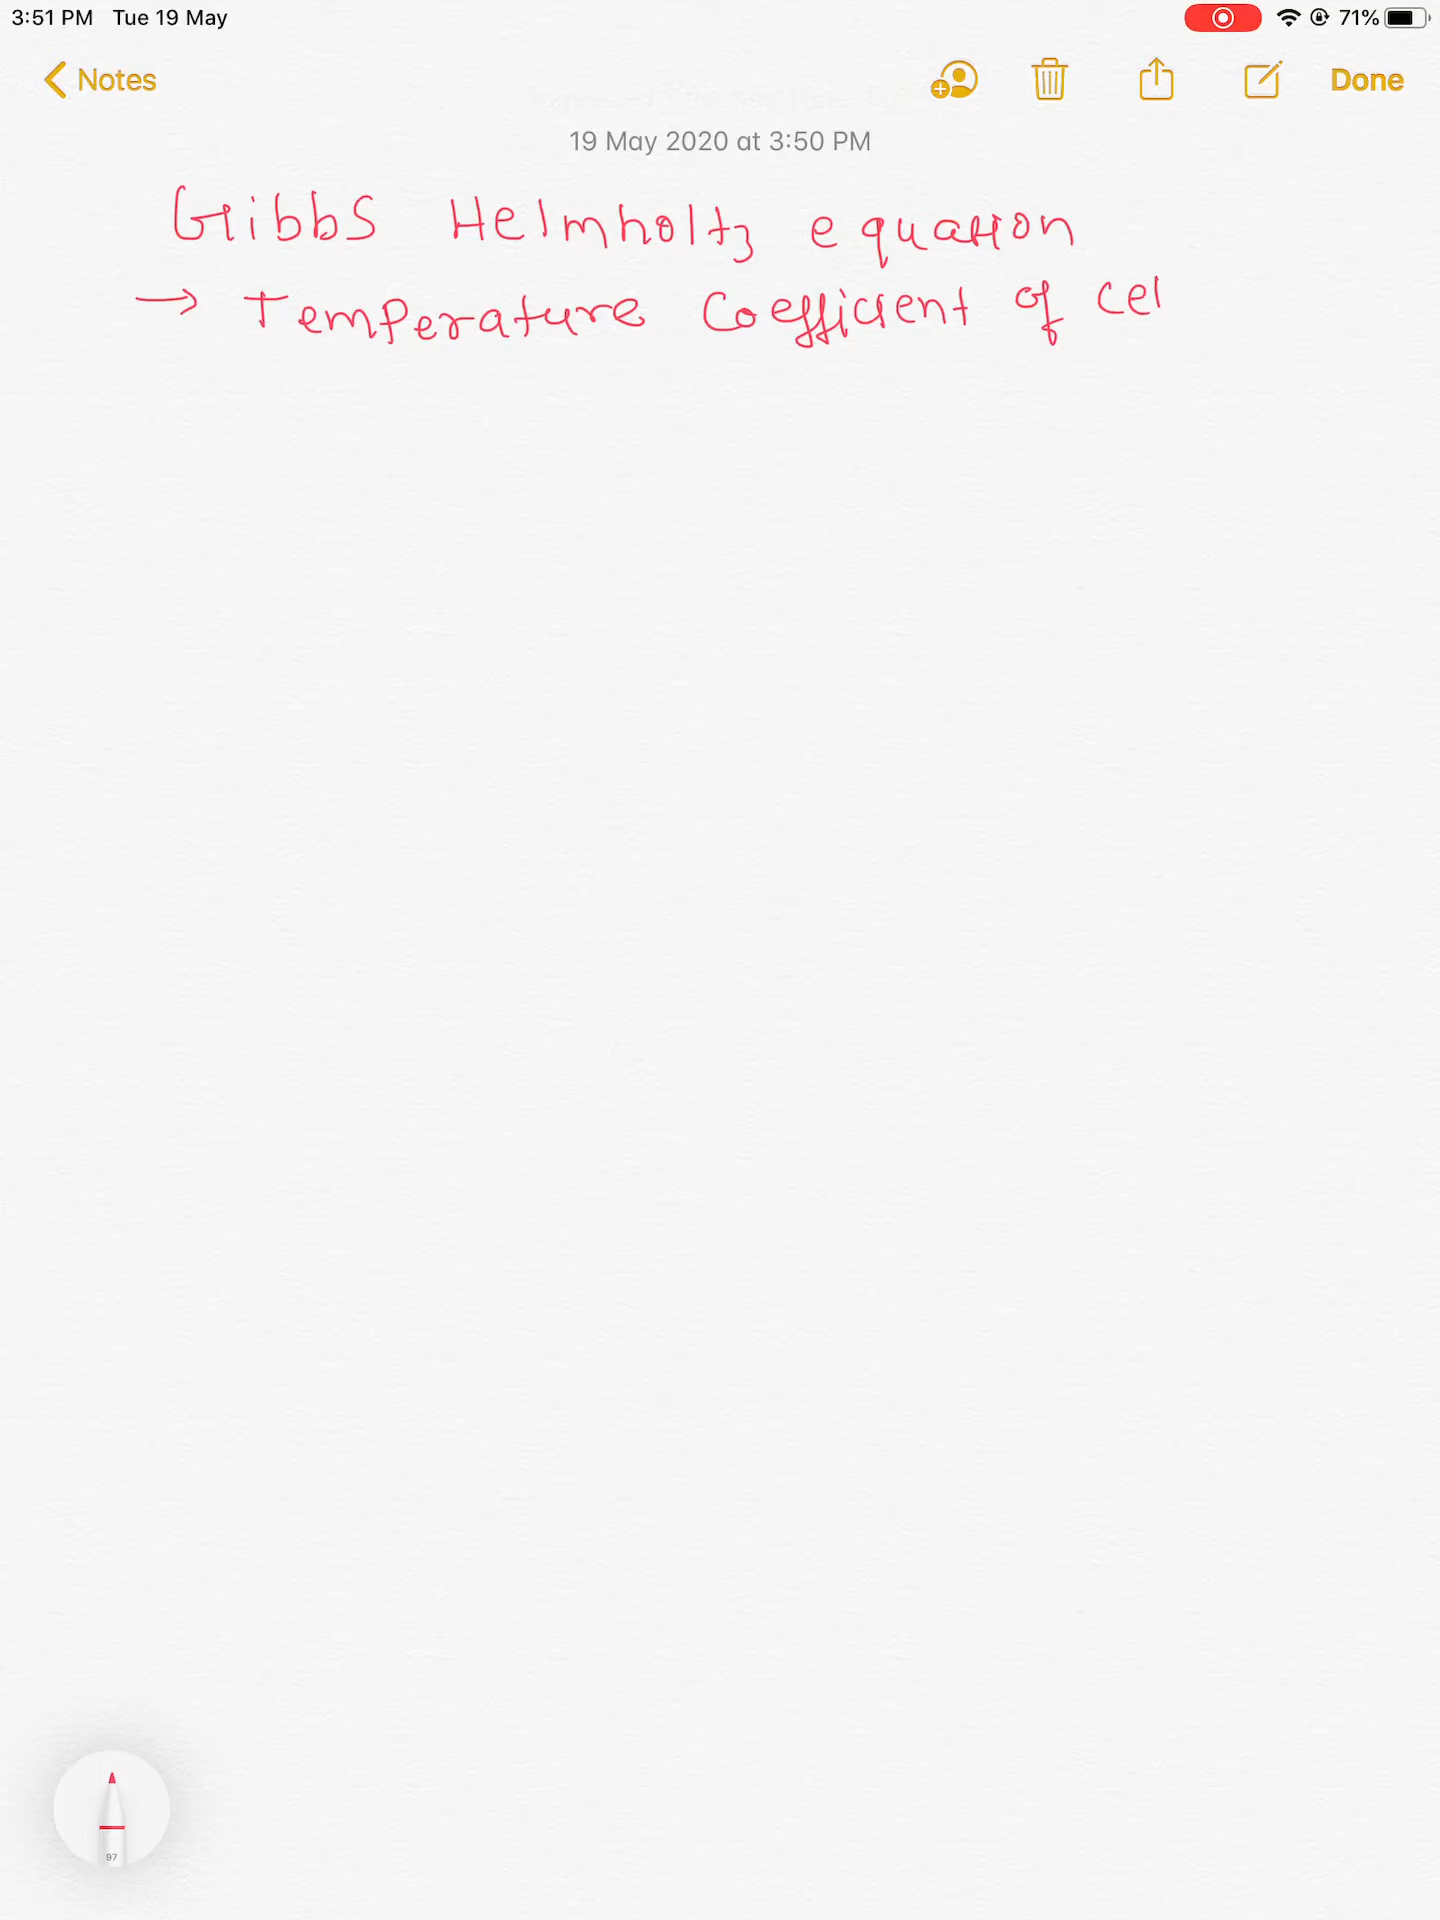 3:51 PM Tue 19 May 71%
Notes Done
19 May 2020 at 3:50 PM
Gibbs Helmholtz equation
→ Temperature Coefficient of cel
97